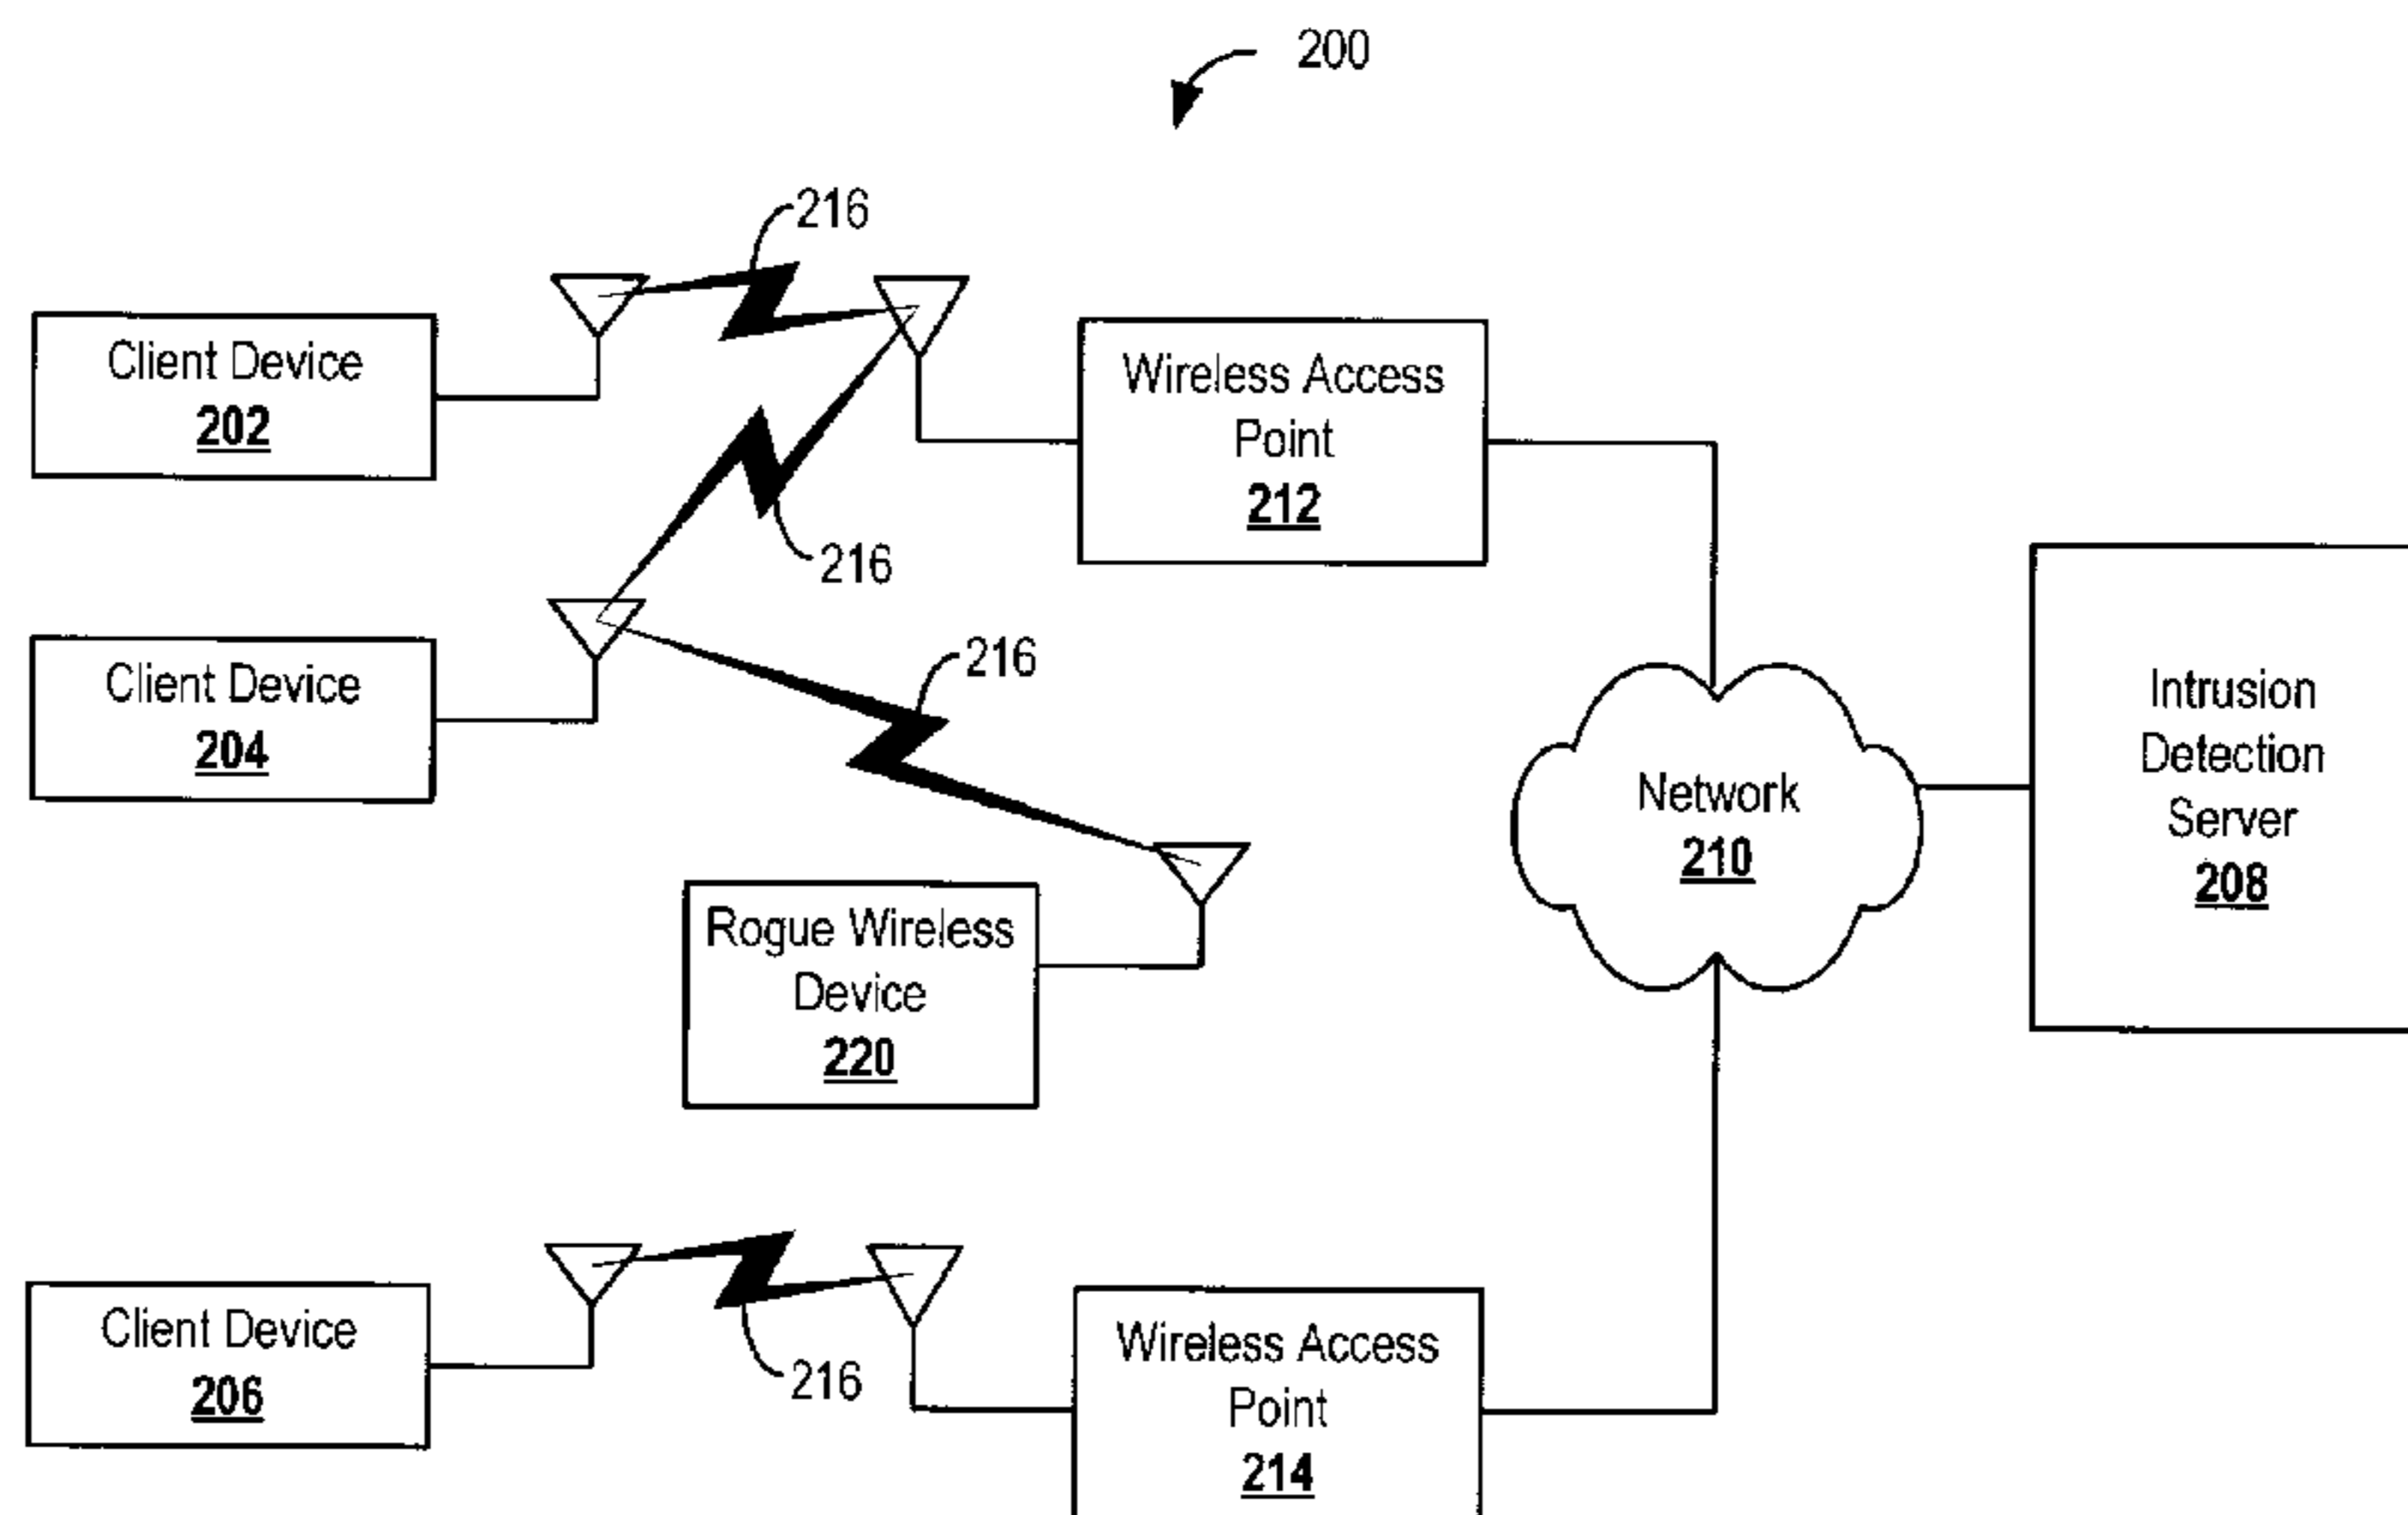 200
216
Client Device
202
Wireless Access
Point
212
216
Client Device
204
216
Intrusion
Detection
Server
208
Network
210
Rogue Wireless
Device
220
Client Device
206
216
Wireless Access
Point
214